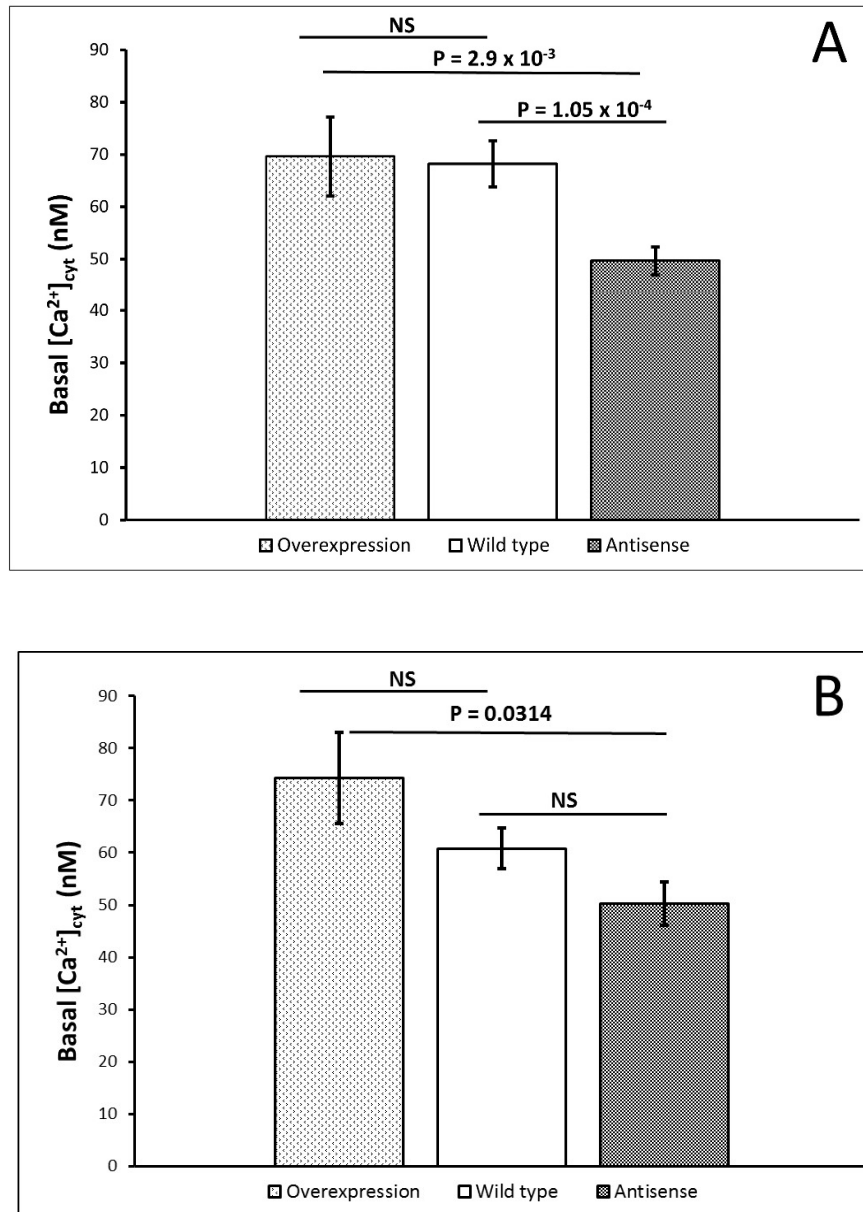 NS
A
P = 2.9 x 10⁻³
P = 1.05 x 10⁻⁴
Basal [Ca²⁺]cyt (nM)
90
80
70
60
50
40
30
20
10
0
Overexpression Wild type Antisense
NS
B
P = 0.0314
NS
Basal [Ca²⁺]cyt (nM)
90
80
70
60
50
40
30
20
10
0
Overexpression Wild type Antisense